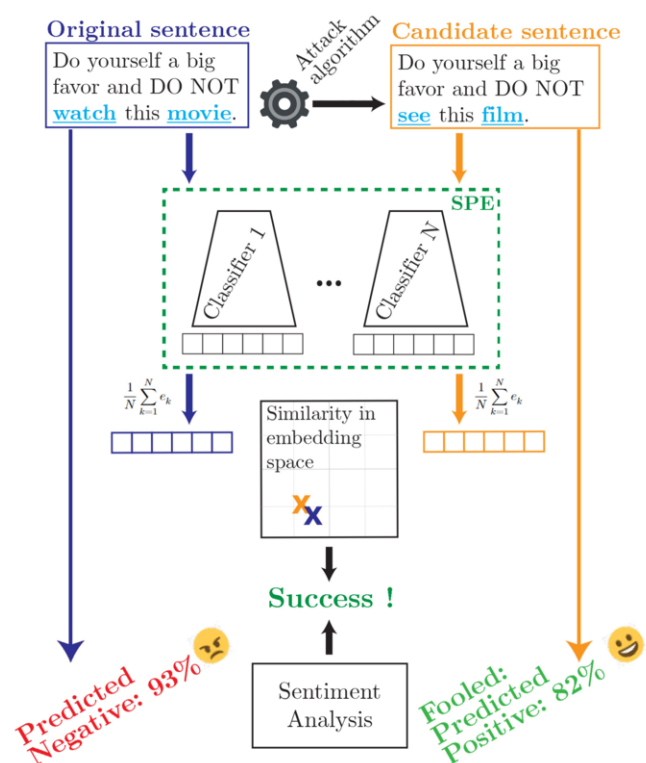 Original sentence
Do yourself a big
favor and DO NOT
watch this movie.
Attack
algorithm
Candidate sentence
Do yourself a big
favor and DO NOT
see this film.
SPE
Classifier 1
...
Classifier N
1/N ∑ k=1 N e_k
1/N ∑ k=1 N e_k
Similarity in
embedding
space
X
X
Success !
Predicted
Negative: 93%
Sentiment
Analysis
Fooled:
Predicted
Positive: 82%